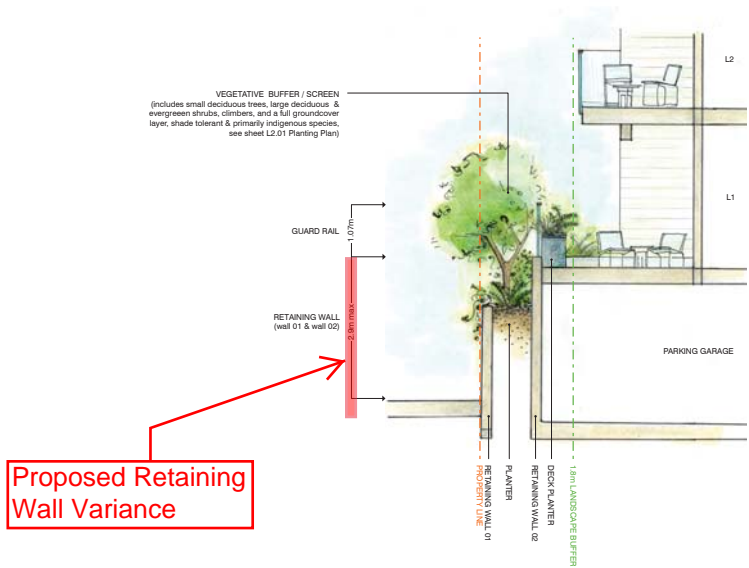 L2
VEGETATIVE BUFFER / SCREEN
(includes small deciduous trees, large deciduous &
evergreeen shrubs, climbers, and a full groundcover
layer, shade tolerant & primarily indigenous species,
see sheet L2.01 Planting Plan)
L1
GUARD RAIL
1.07m
RETAINING WALL
(wall 01 & wall 02)
2.9m max
PARKING GARAGE
Proposed Retaining
Wall Variance
PROPERTY LINE
RETAINING WALL 01
PLANTER
RETAINING WALL 02
DECK PLANTER
1.8m LANDSCAPE BUFFER